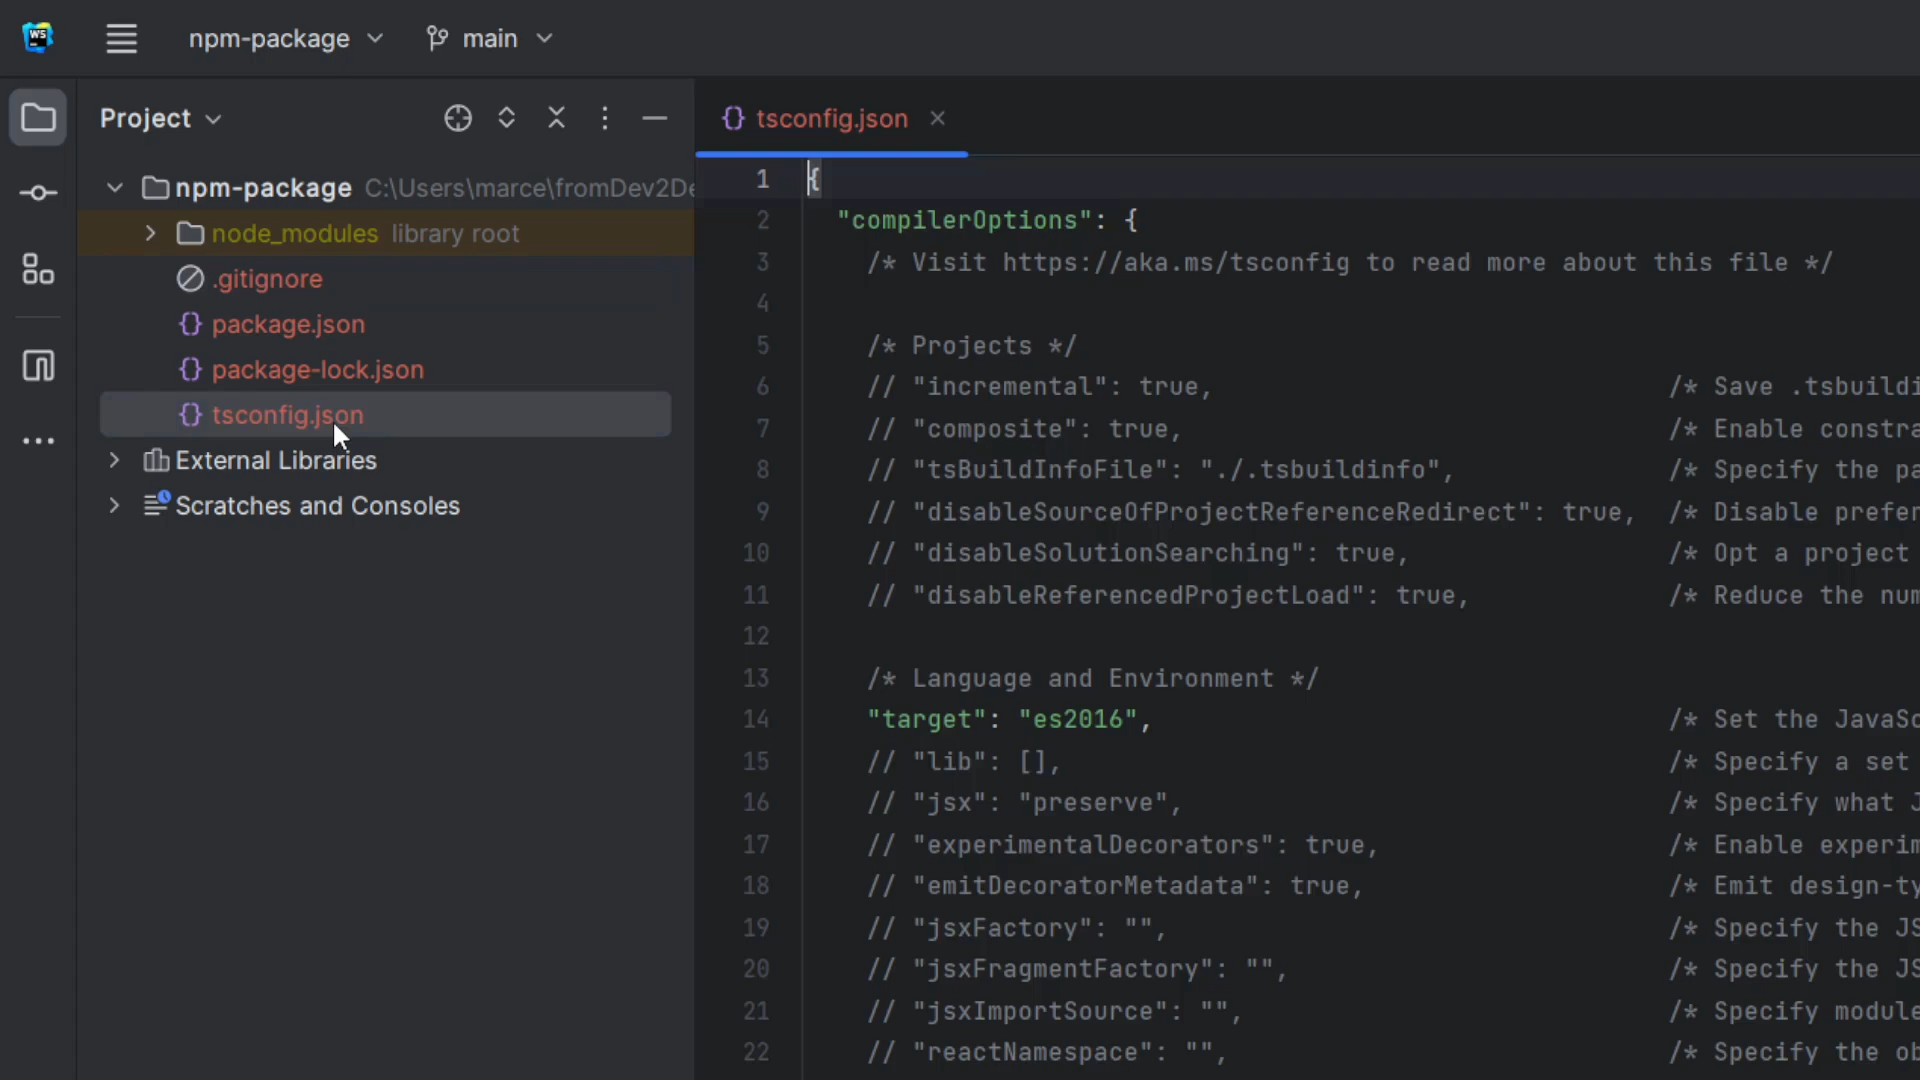 WS
npm-package
main
Project
npm-package C:\Users\marce\fromDev2De
node_modules library root
.gitignore
{} package.json
{} package-lock.json
{} tsconfig.json
External Libraries
Scratches and Consoles
{} tsconfig.json
1 {
2 "compilerOptions": {
3 /* Visit https://aka.ms/tsconfig to read more about this file */
4
5 /* Projects */
6 // "incremental": true, /* Save .tsbuildi
7 // "composite": true, /* Enable constra
8 // "tsBuildInfoFile": "./.tsbuildinfo", /* Specify the pa
9 // "disableSourceOfProjectReferenceRedirect": true, /* Disable prefer
10 // "disableSolutionSearching": true, /* Opt a project
11 // "disableReferencedProjectLoad": true, /* Reduce the num
12
13 /* Language and Environment */
14 "target": "es2016", /* Set the JavaSc
15 // "lib": [], /* Specify a set
16 // "jsx": "preserve", /* Specify what J
17 // "experimentalDecorators": true, /* Enable experim
18 // "emitDecoratorMetadata": true, /* Emit design-ty
19 // "jsxFactory": "", /* Specify the JS
20 // "jsxFragmentFactory": "", /* Specify the JS
21 // "jsxImportSource": "", /* Specify module
22 // "reactNamespace": "", /* Specify the ob